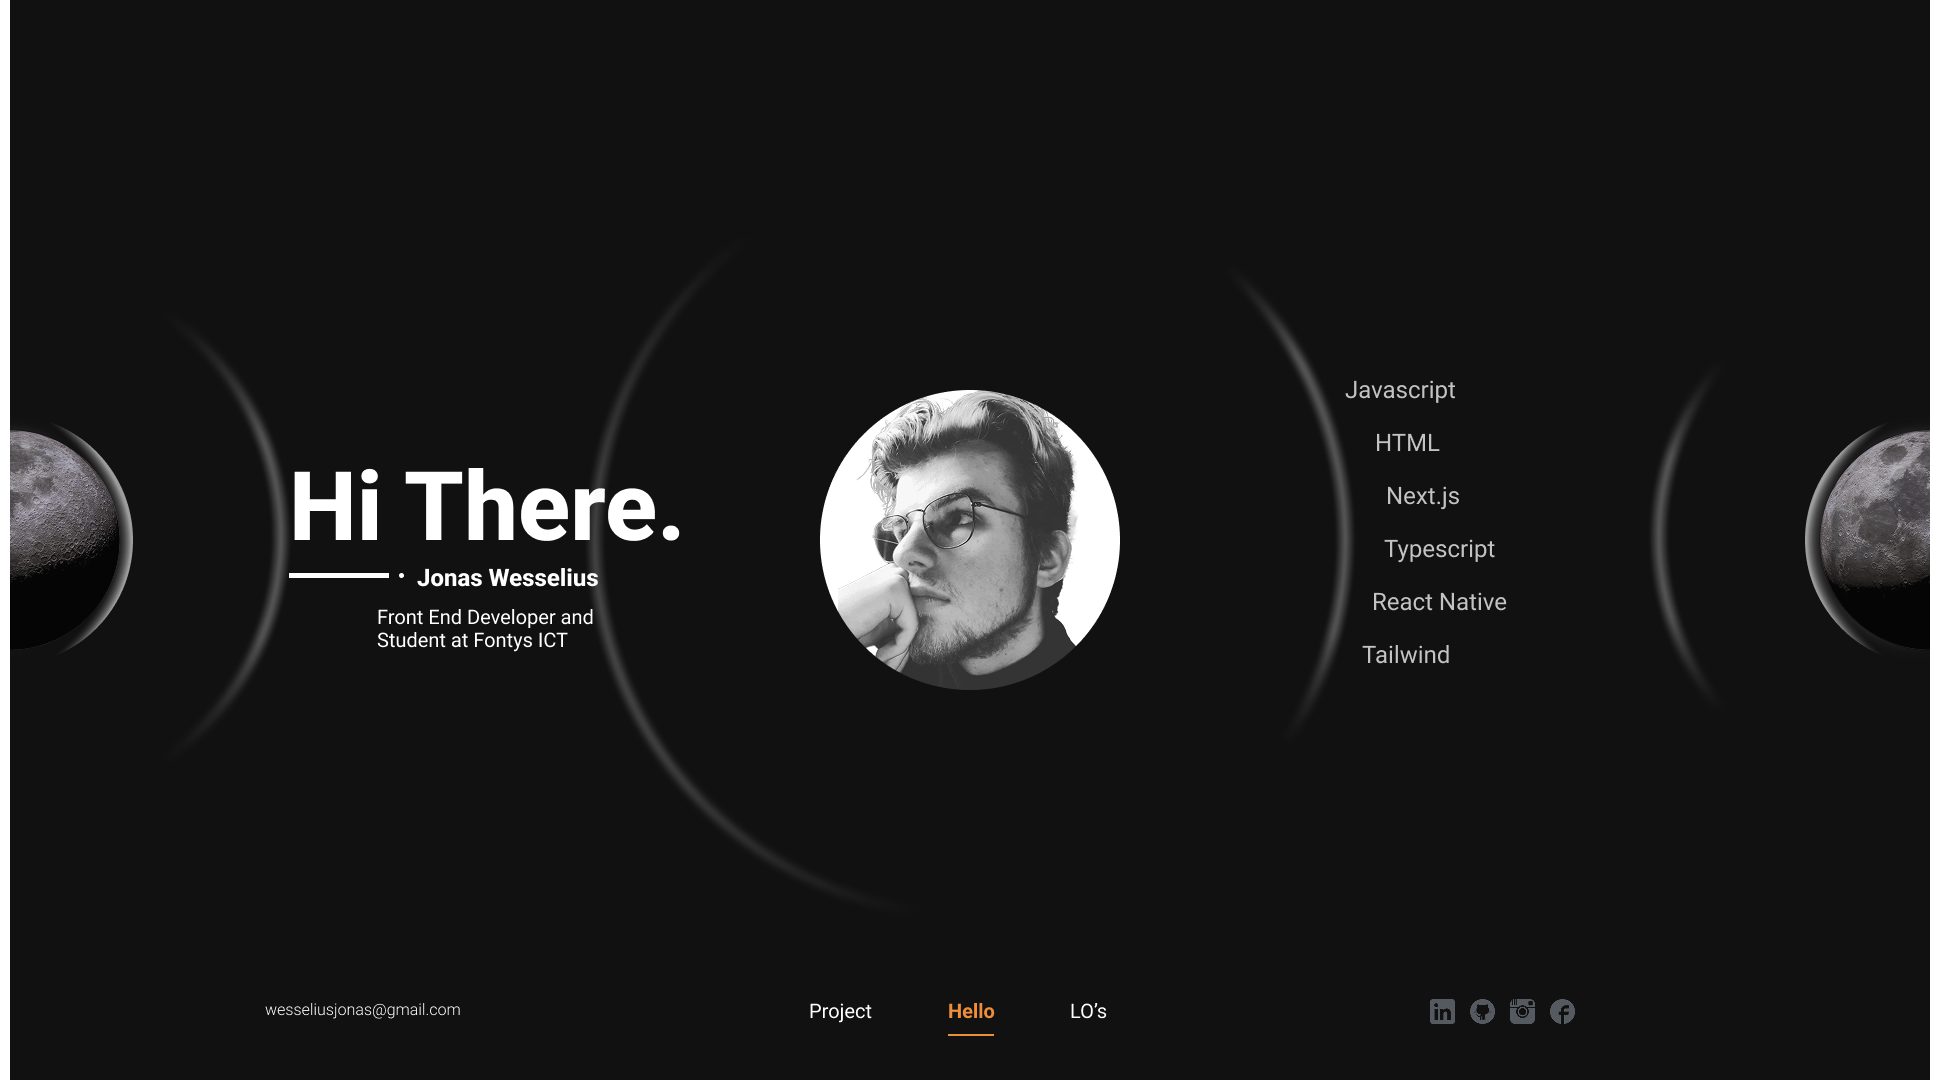 Hi There.
Jonas Wesselius
Front End Developer and
Student at Fontys ICT
Javascript
HTML
Next.js
Typescript
React Native
Tailwind
wesseliusjonas@gmail.com
Project
Hello
LO’s
in
f